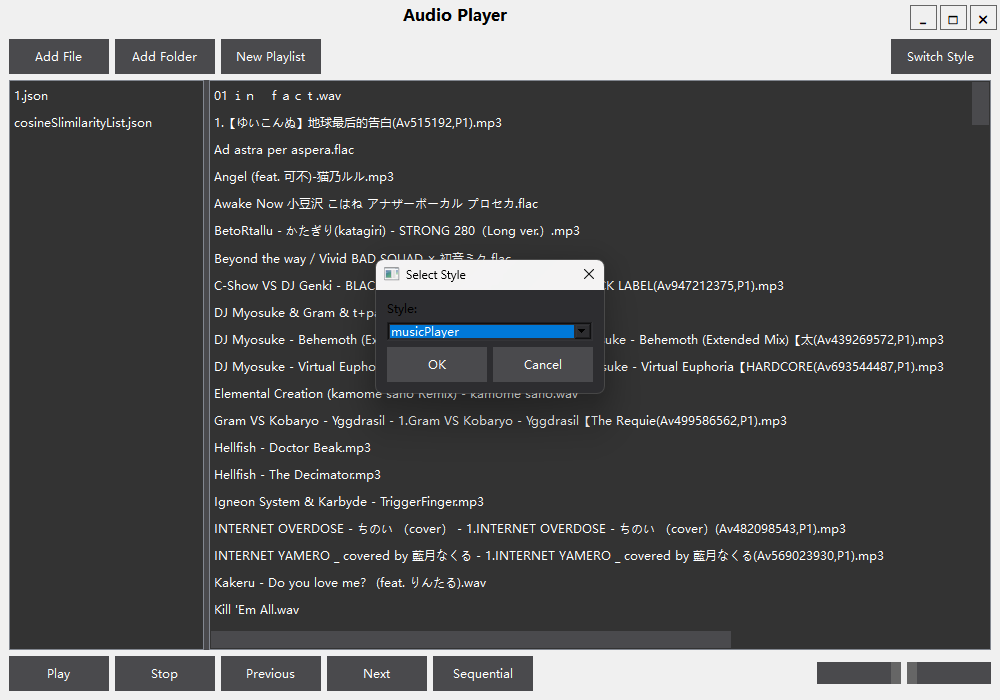 Audio Player
Add File
Add Folder
New Playlist
Switch Style
1.json
cosineSlimilarityList.json
01 ｉｎ　ｆａｃｔ.wav
1.【ゆいこんぬ】地球最后的告白(Av515192,P1).mp3
Ad astra per aspera.flac
Angel (feat. 可不)-猫乃ルル.mp3
Awake Now 小豆沢 こはね アナザーボーカル プロセカ.flac
BetoRtallu - かたぎり(katagiri) - STRONG 280（Long ver.）.mp3
Beyond the way / Vivid BAD SQUAD × 初音ミク.flac
C-Show VS DJ Genki - BLAC
CK LABEL(Av947212375,P1).mp3
DJ Myosuke & Gram & t+pa
DJ Myosuke - Behemoth (Ex
uke - Behemoth (Extended Mix)【太(Av439269572,P1).mp3
DJ Myosuke - Virtual Eupho
suke - Virtual Euphoria【HARDCORE(Av693544487,P1).mp3
Elemental Creation (kamome sano Remix) - kamome sano.wav
Gram VS Kobaryo - Yggdrasil - 1.Gram VS Kobaryo - Yggdrasil【The Requie(Av499586562,P1).mp3
Hellfish - Doctor Beak.mp3
Hellfish - The Decimator.mp3
Igneon System & Karbyde - TriggerFinger.mp3
INTERNET OVERDOSE - ちのい （cover） - 1.INTERNET OVERDOSE - ちのい （cover）(Av482098543,P1).mp3
INTERNET YAMERO _ covered by 藍月なくる - 1.INTERNET YAMERO _ covered by 藍月なくる(Av569023930,P1).mp3
Kakeru - Do you love me？ (feat. りんたる).wav
Kill 'Em All.wav
Select Style
Style:
musicPlayer
OK
Cancel
Play
Stop
Previous
Next
Sequential